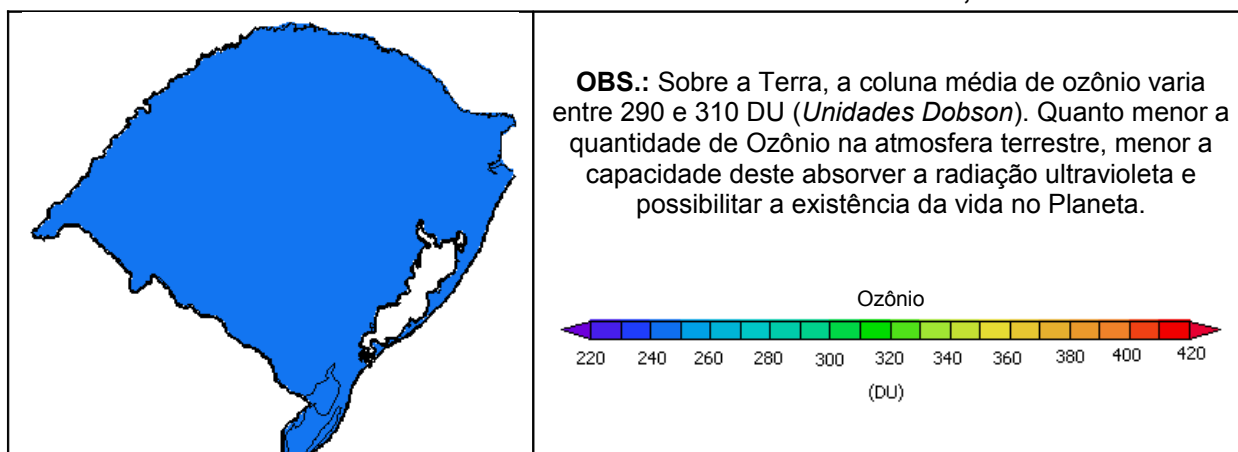 OBS.: Sobre a Terra, a coluna média de ozônio varia
entre 290 e 310 DU (Unidades Dobson). Quanto menor a
quantidade de Ozônio na atmosfera terrestre, menor a
capacidade deste absorver a radiação ultravioleta e
possibilitar a existência da vida no Planeta.
Ozônio
220 240 260 280 300 320 340 360 380 400 420
(DU)